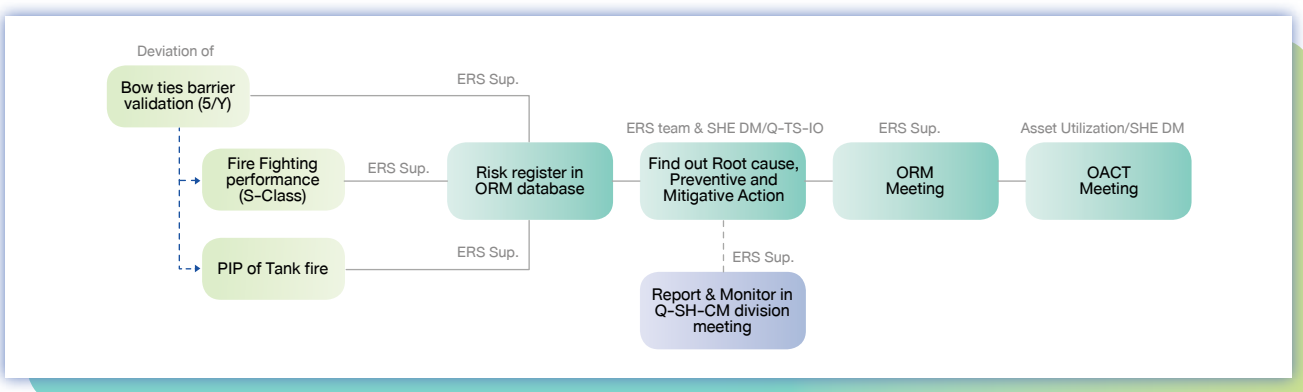 Deviation of
Bow ties barrier
validation (5/Y)
ERS Sup.
Fire Fighting
performance
(S-Class)
ERS Sup.
PIP of Tank fire
ERS Sup.
Risk register in
ORM database
ERS team & SHE DM/Q-TS-IO
Find out Root cause,
Preventive and
Mitigative Action
ERS Sup.
Report & Monitor in
Q-SH-CM division
meeting
ERS Sup.
ORM
Meeting
Asset Utilization/SHE DM
OACT
Meeting